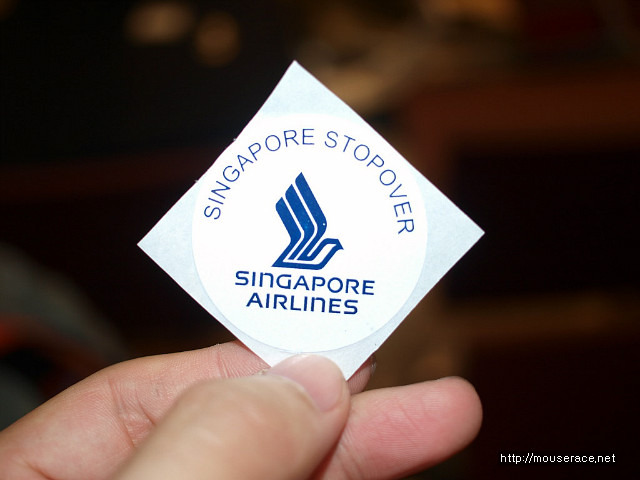 SINGAPORE STOPOVER
SINGAPORE
AIRLINES
http://mouserace.net